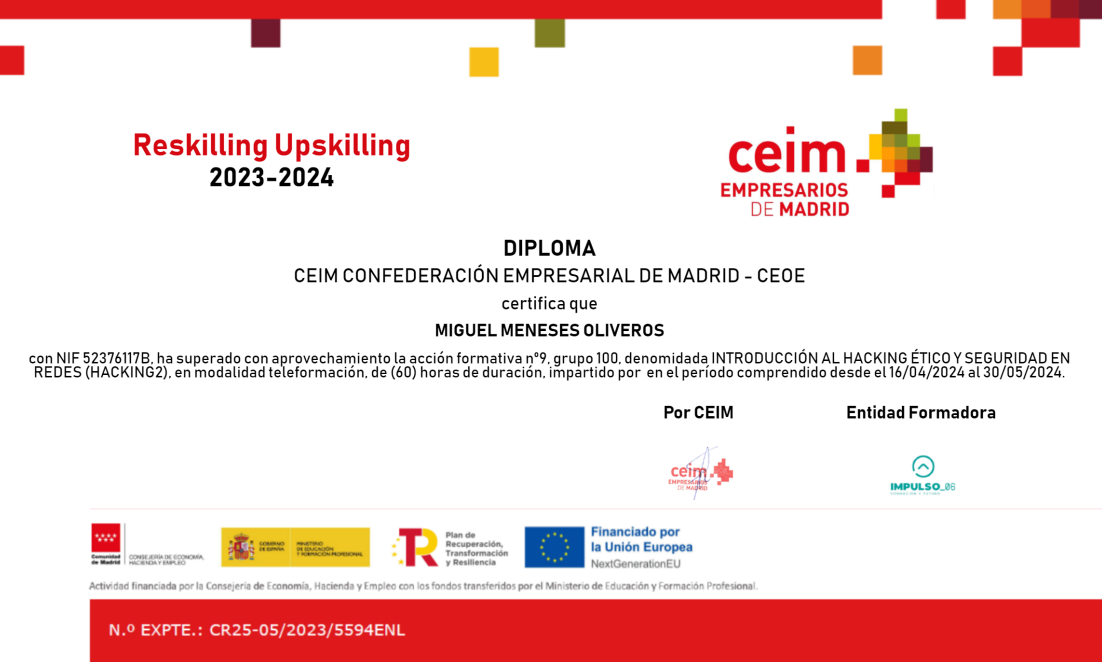 Reskilling Upskilling
2023-2024
ceim
EMPRESARIOS
DE MADRID
DIPLOMA
CEIM CONFEDERACIÓN EMPRESARIAL DE MADRID - CEOE
certifica que
MIGUEL MENESES OLIVEROS
con NIF 52376117B, ha superado con aprovechamiento la acción formativa nº9, grupo 100, denomidada INTRODUCCIÓN AL HACKING ÉTICO Y SEGURIDAD EN
REDES (HACKING2), en modalidad teleformación, de (60) horas de duración, impartido por en el período comprendido desde el 16/04/2024 al 30/05/2024.
Por CEIM
Entidad Formadora
ceim
EMPRESARIOS
DE MADRID
IMPULSO_06
Comunidad
de Madrid
CONSEJERÍA DE ECONOMÍA,
HACIENDA Y EMPLEO
GOBIERNO
DE ESPAÑA
MINISTERIO
DE EDUCACIÓN
Y FORMACIÓN PROFESIONAL
Plan de
Recuperación,
Transformación
y Resiliencia
Financiado por
la Unión Europea
NextGenerationEU
Actividad financiada por la Consejería de Economía, Hacienda y Empleo con los fondos transferidos por el Ministerio de Educación y Formación Profesional.
N.º EXPTE.: CR25-05/2023/5594ENL